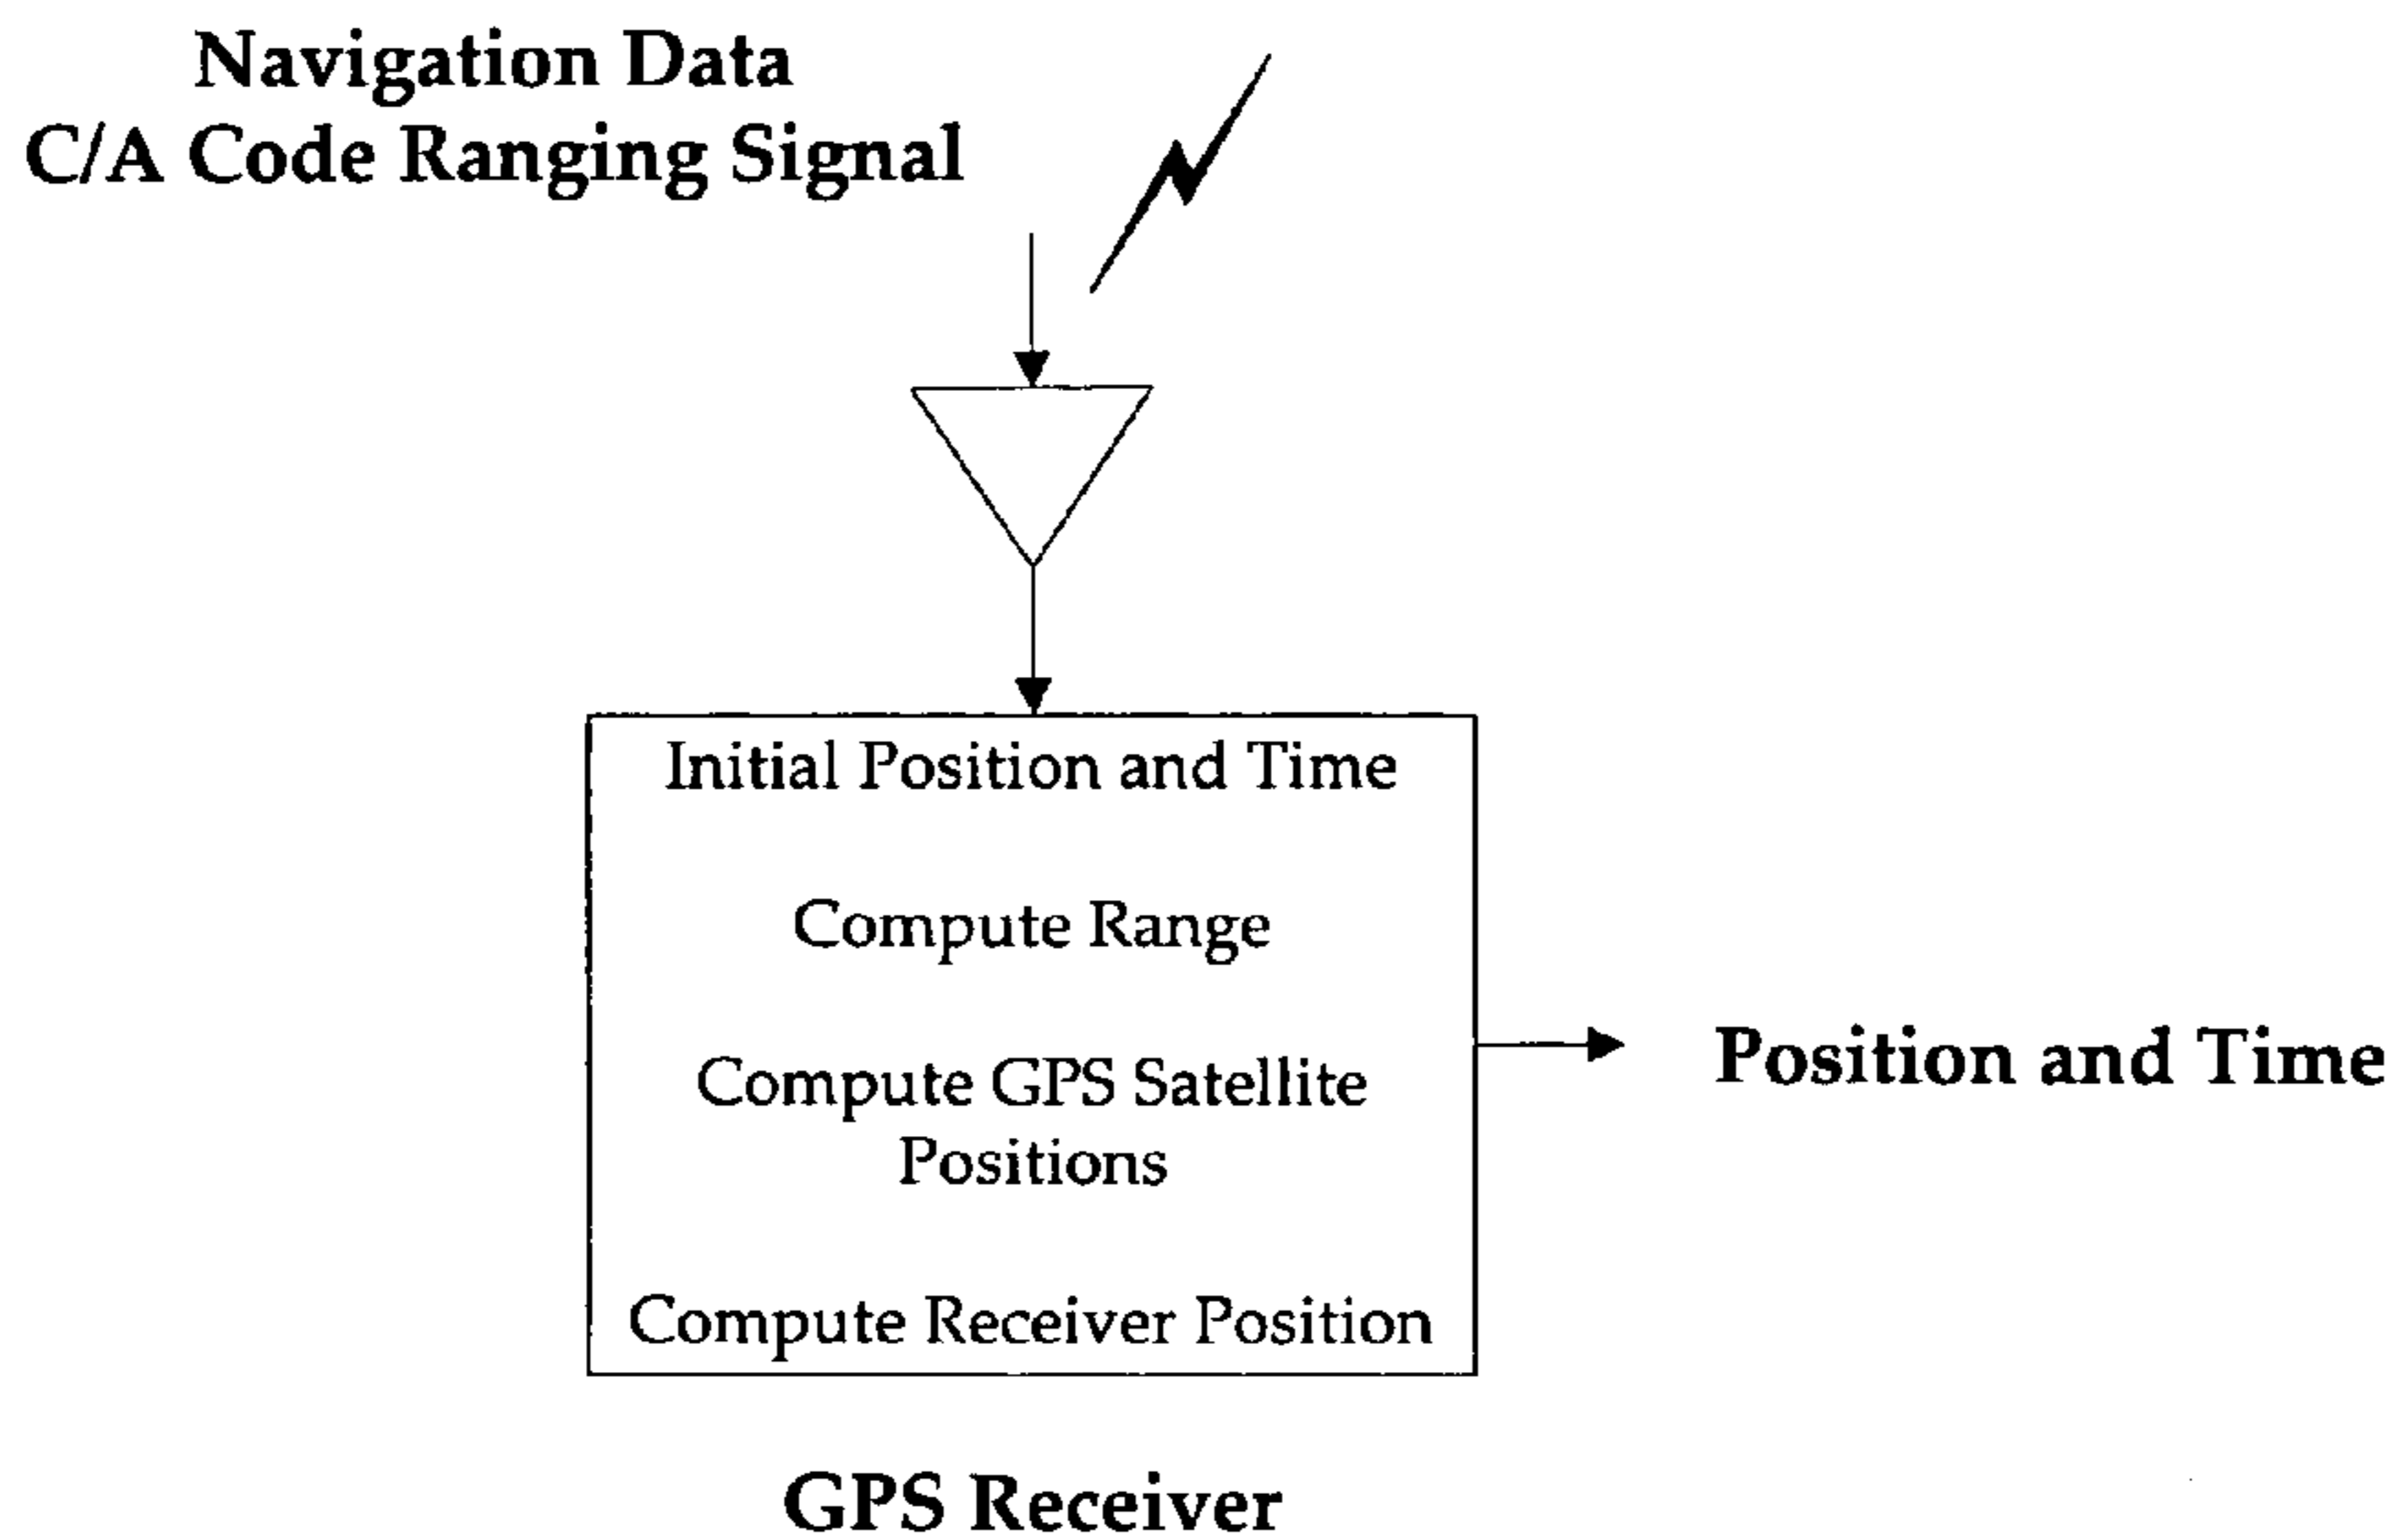 Navigation Data
C/A Code Ranging Signal
Initial Position and Time
Compute Range
Compute GPS Satellite
Positions
Compute Receiver Position
Position and Time
GPS Receiver